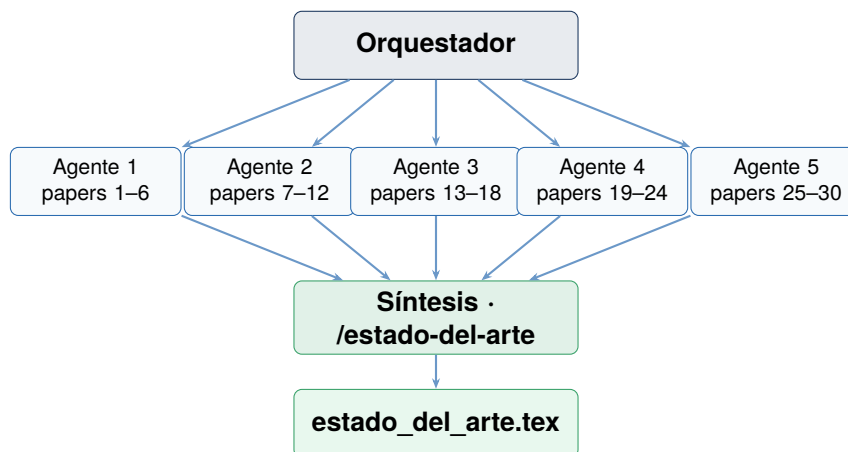 Orquestador
Agente 1
papers 1–6
Agente 2
papers 7–12
Agente 3
papers 13–18
Agente 4
papers 19–24
Agente 5
papers 25–30
Síntesis ·
/estado-del-arte
estado_del_arte.tex